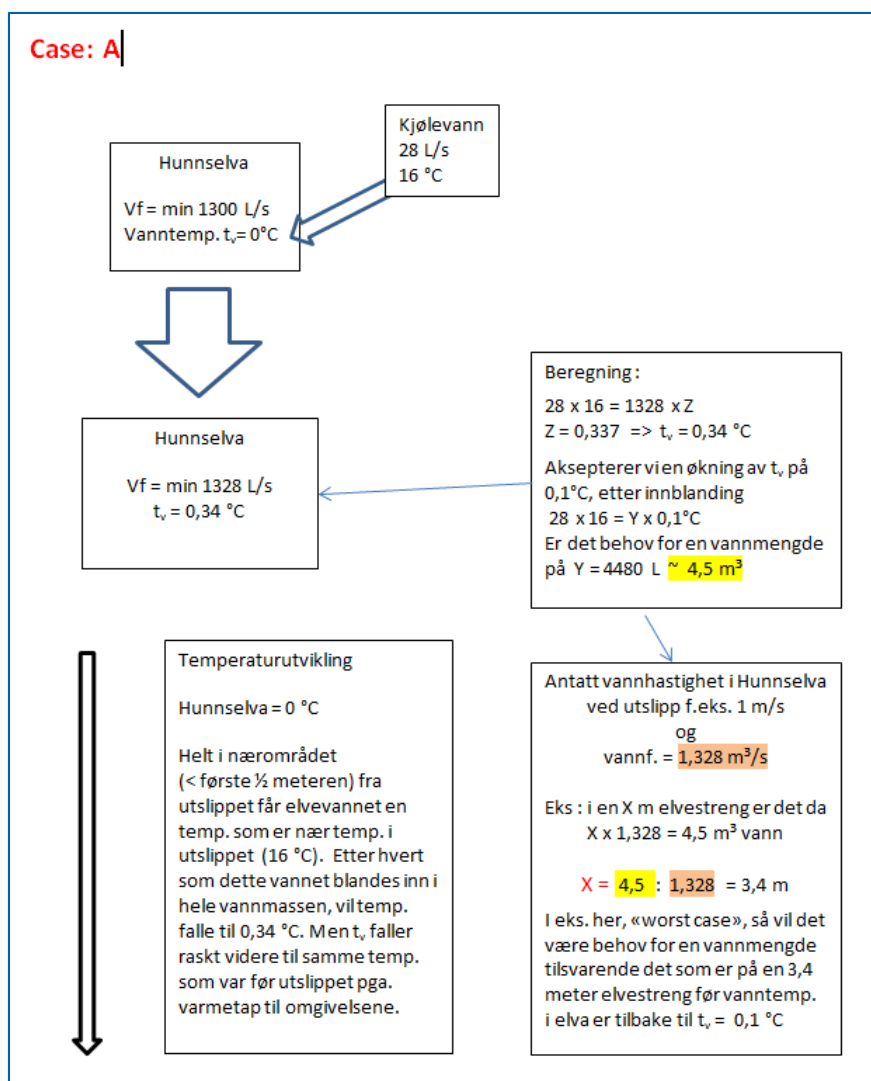 Case: A
Kjølevann
28 L/s
16 °C
Hunnselva
Vf = min 1300 L/s
Vanntemp. tᵥ= 0°C
Hunnselva
Vf = min 1328 L/s
tᵥ = 0,34 °C
Beregning :
28 x 16 = 1328 x Z
Z = 0,337 => tᵥ = 0,34 °C
Aksepterer vi en økning av tᵥ på
0,1°C, etter innblanding
28 x 16 = Y x 0,1°C
Er det behov for en vannmengde
på Y = 4480 L ~ 4,5 m³
Temperaturutvikling
Hunnselva = 0 °C
Helt i nærområdet
(< første ½ meteren) fra
utslippet får elvevannet en
temp. som er nær temp. i
utslippet (16 °C). Etter hvert
som dette vannet blandes inn i
hele vannmassen, vil temp.
falle til 0,34 °C. Men tᵥ faller
raskt videre til samme temp.
som var før utslippet pga.
varmetap til omgivelsene.
Antatt vannhastighet i Hunnselva
ved utslipp f.eks. 1 m/s
og
vannf. = 1,328 m³/s
Eks : i en X m elvestreng er det da
X x 1,328 = 4,5 m³ vann
X = 4,5 : 1,328 = 3,4 m
I eks. her, «worst case», så vil det
være behov for en vannmengde
tilsvarende det som er på en 3,4
meter elvestreng før vanntemp.
i elva er tilbake til tᵥ = 0,1 °C